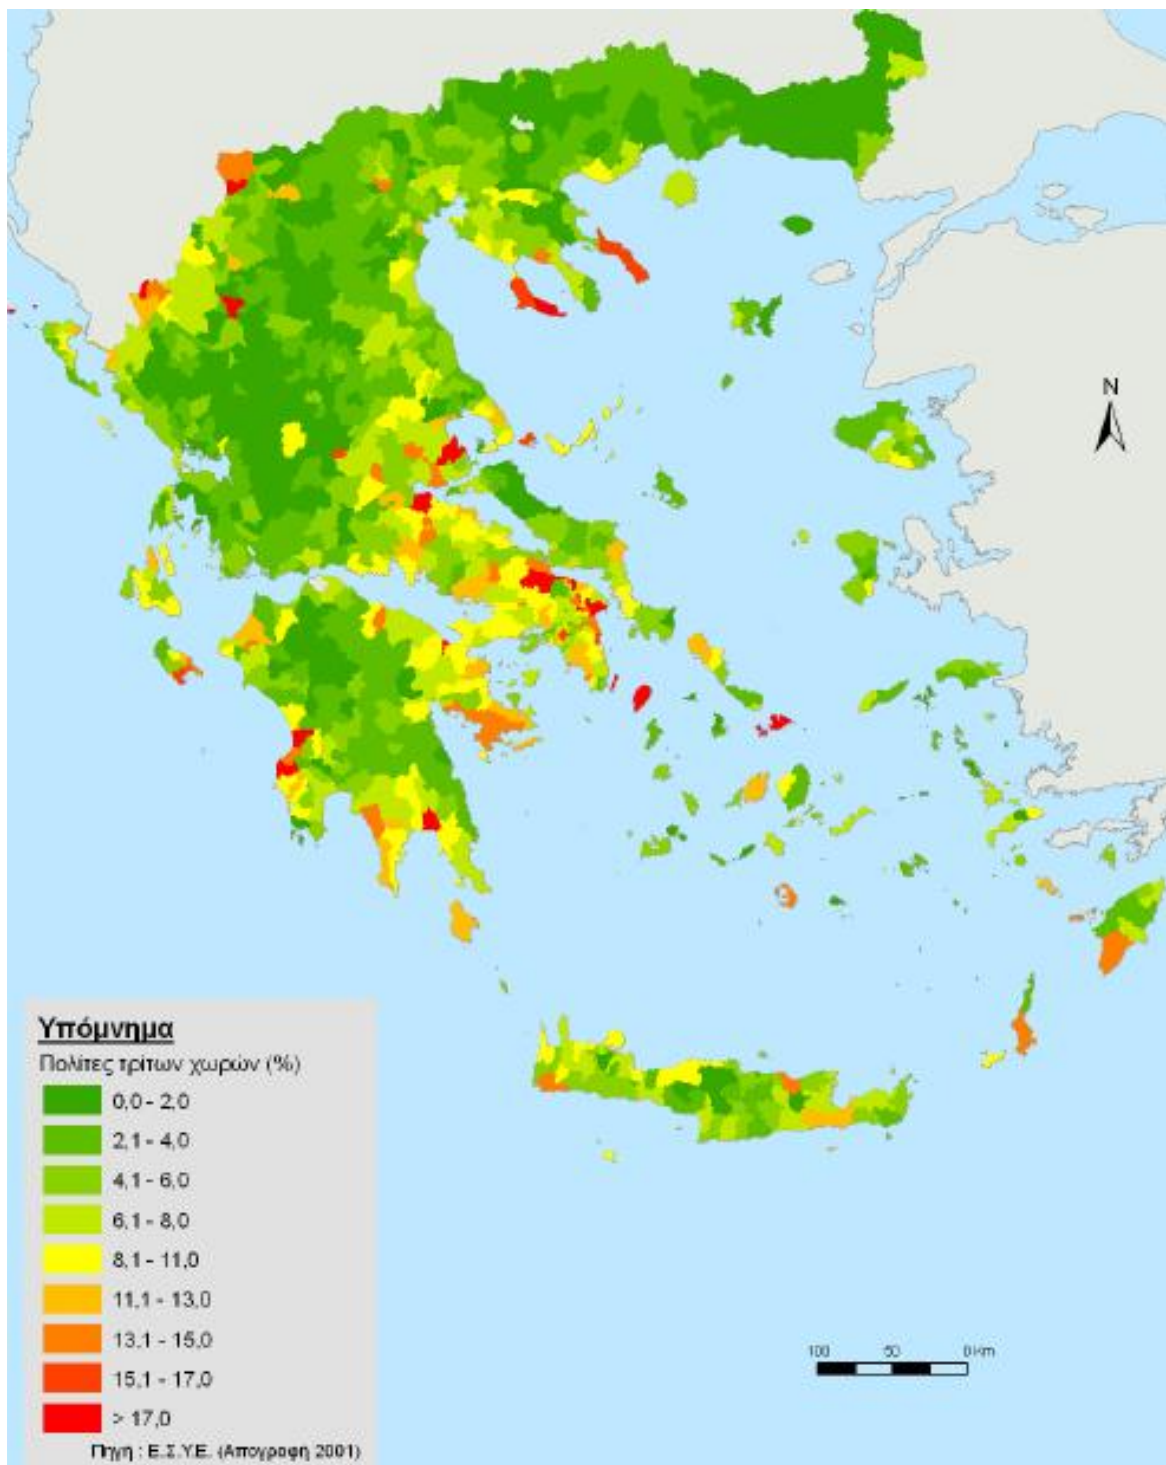 N
Υπόμνημα
Πολίτες τρίτων χωρών (%)
0,0 - 2,0
2,1 - 4,0
4,1 - 6,0
6,1 - 8,0
8,1 - 11,0
11,1 - 13,0
13,1 - 15,0
15,1 - 17,0
> 17,0
Πηγη : Ε.Σ.Υ.Ε. (Απογραφη 2001)
100 50 0 Km